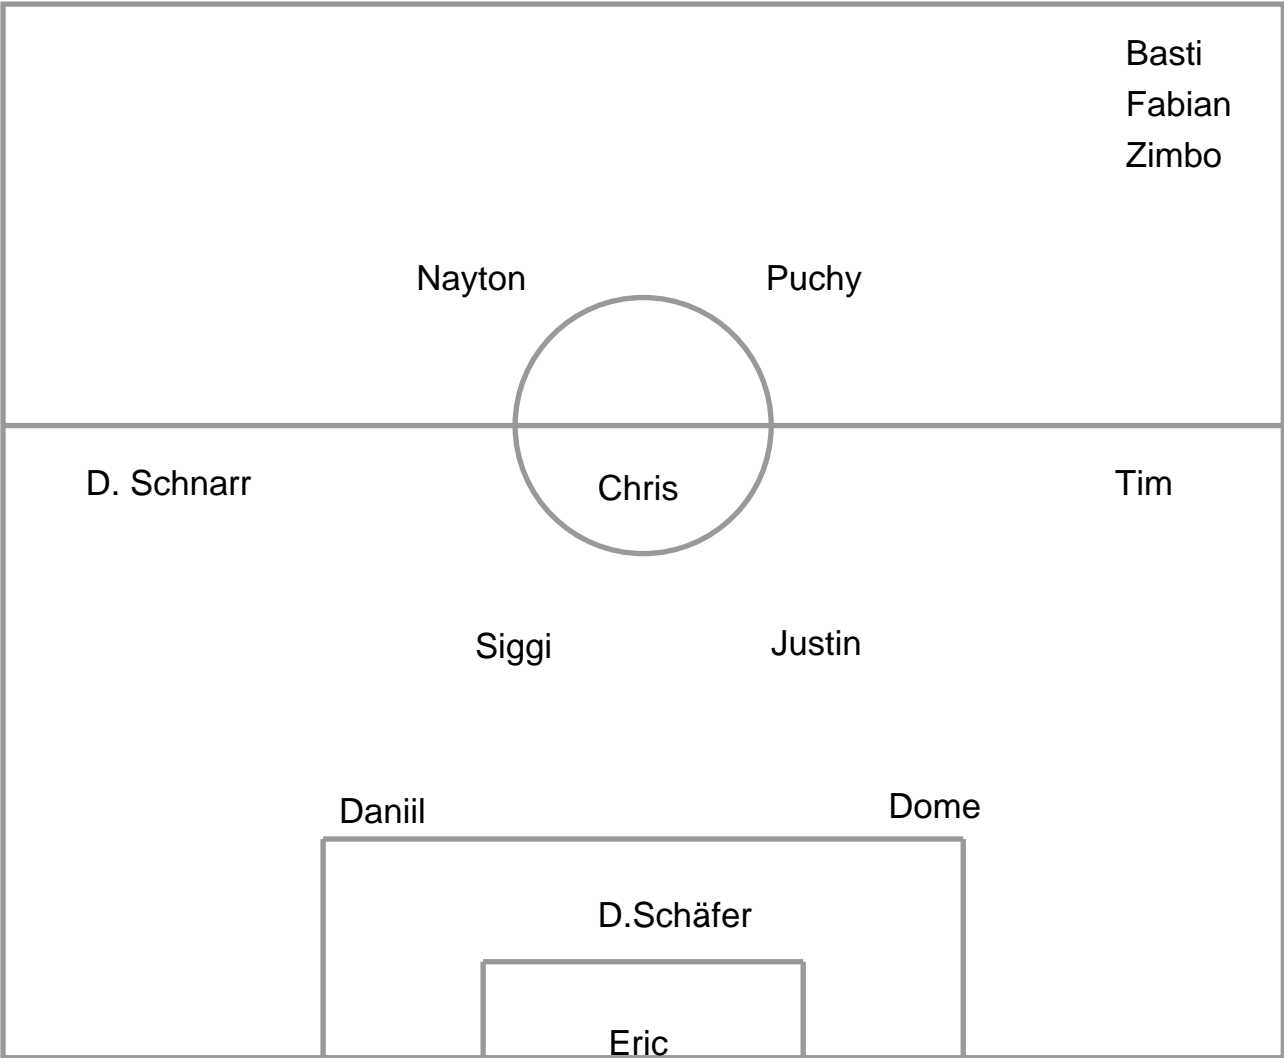 Basti
Fabian
Zimbo
Nayton Puchy
D. Schnarr Chris Tim
Siggi Justin
Daniil Dome
D.Schäfer
Eric